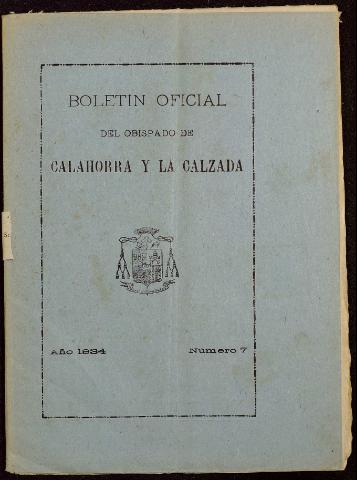 BOLETIN OFICIAL
DEL OBISPADO DE
CALAHORRA Y LA CALZADA
Año 1934 Numero 7